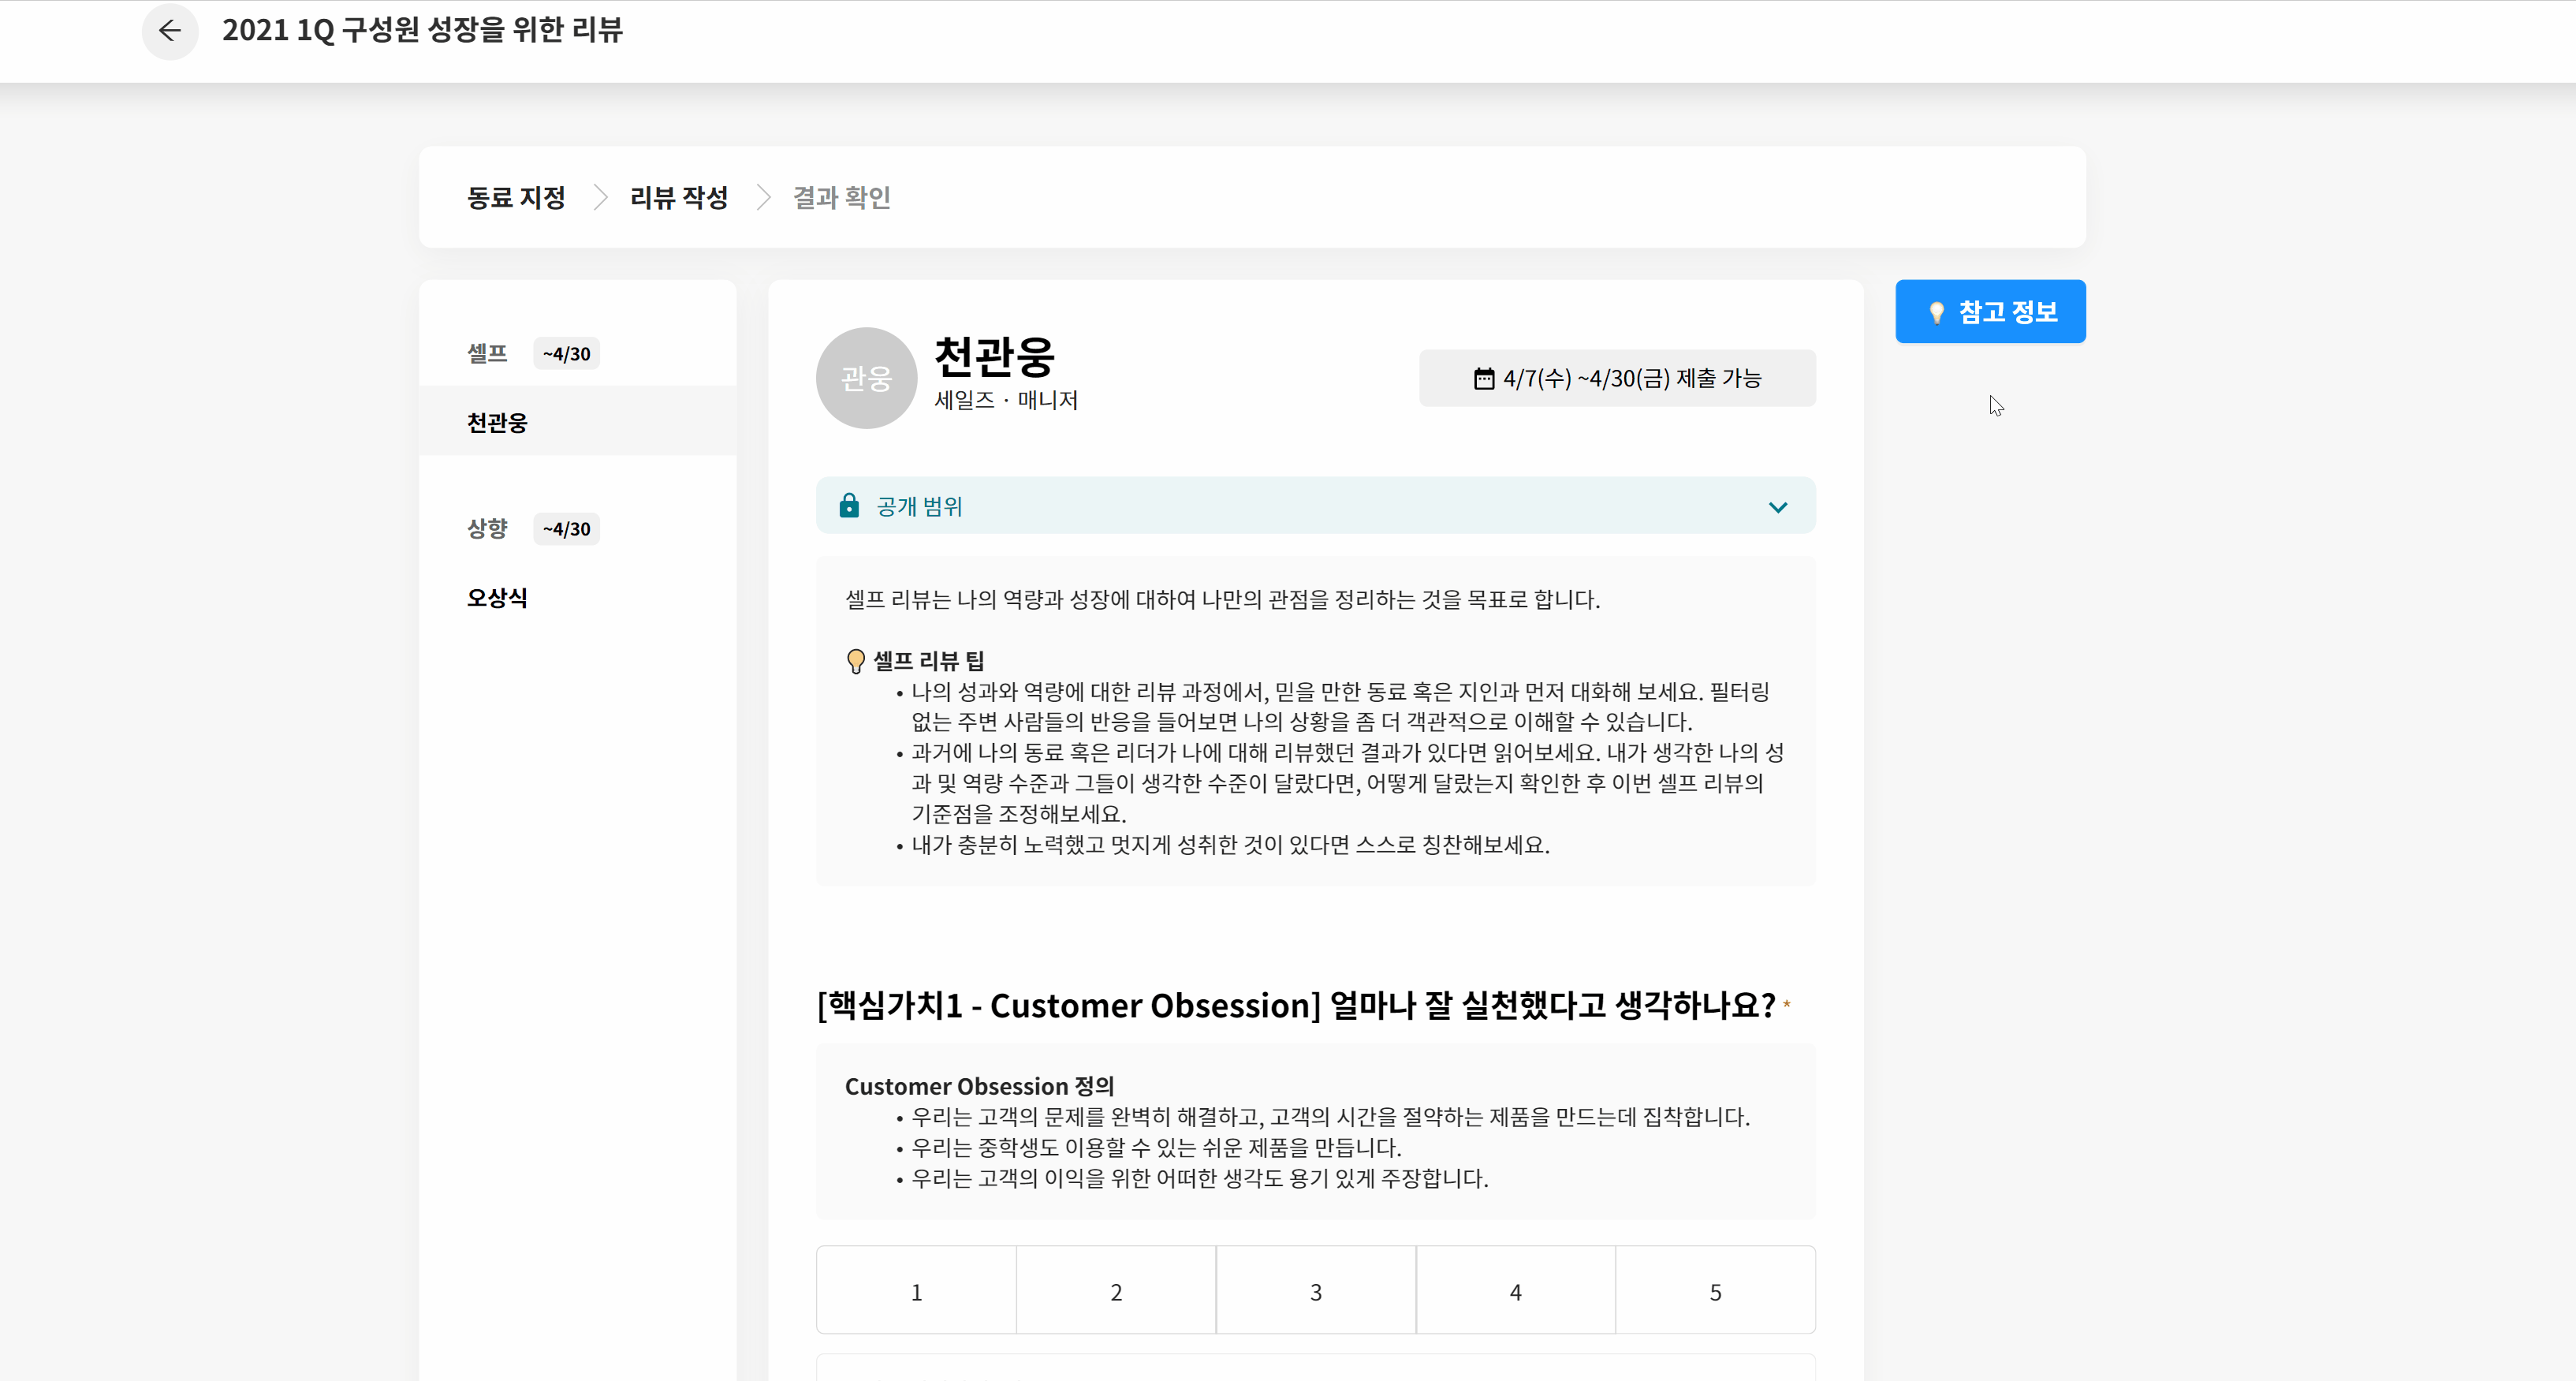 2021 1Q 구성원 성장을 위한 리뷰
동료 지정 > 리뷰 작성 > 결과 확인
셀프 ~4/30
천관웅
상향 ~4/30
오상식
관웅
천관웅
세일즈 · 매니저
4/7(수) ~4/30(금) 제출 가능
참고 정보
공개 범위
셀프 리뷰는 나의 역량과 성장에 대하여 나만의 관점을 정리하는 것을 목표로 합니다.
💡 셀프 리뷰 팁
• 나의 성과와 역량에 대한 리뷰 과정에서, 믿을 만한 동료 혹은 지인과 먼저 대화해 보세요. 필터링
없는 주변 사람들의 반응을 들어보면 나의 상황을 좀 더 객관적으로 이해할 수 있습니다.
• 과거에 나의 동료 혹은 리더가 나에 대해 리뷰했던 결과가 있다면 읽어보세요. 내가 생각한 나의 성
과 및 역량 수준과 그들이 생각한 수준이 달랐다면, 어떻게 달랐는지 확인한 후 이번 셀프 리뷰의
기준점을 조정해보세요.
• 내가 충분히 노력했고 멋지게 성취한 것이 있다면 스스로 칭찬해보세요.
[핵심가치1 - Customer Obsession] 얼마나 잘 실천했다고 생각하나요? *
Customer Obsession 정의
• 우리는 고객의 문제를 완벽히 해결하고, 고객의 시간을 절약하는 제품을 만드는데 집착합니다.
• 우리는 중학생도 이용할 수 있는 쉬운 제품을 만듭니다.
• 우리는 고객의 이익을 위한 어떠한 생각도 용기 있게 주장합니다.
1 2 3 4 5